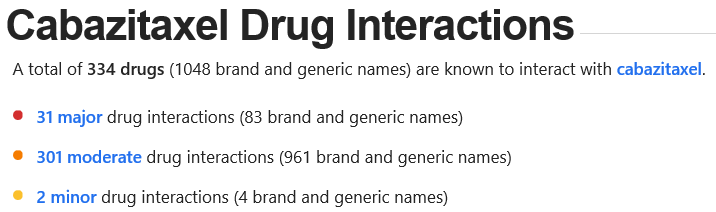 Cabazitaxel Drug Interactions
A total of 334 drugs (1048 brand and generic names) are known to interact with cabazitaxel.
31 major drug interactions (83 brand and generic names)
301 moderate drug interactions (961 brand and generic names)
2 minor drug interactions (4 brand and generic names)